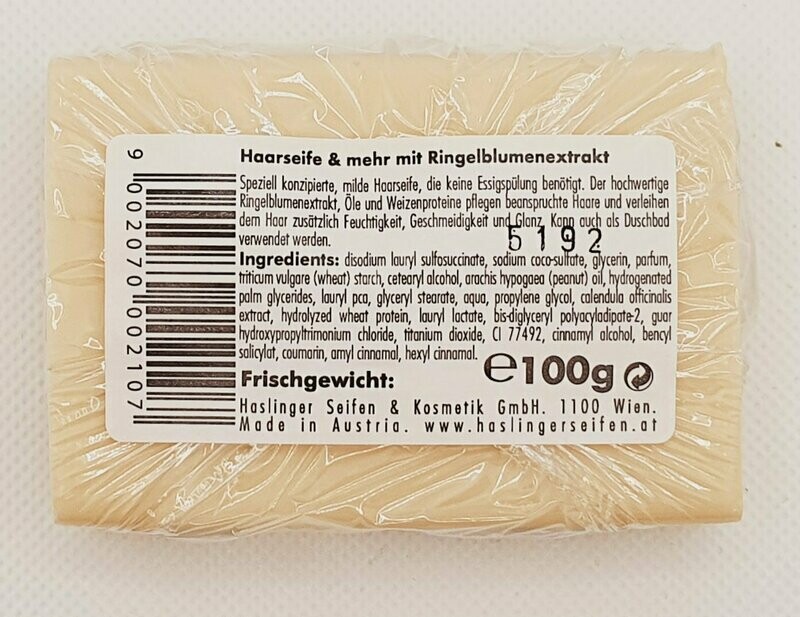 Haarseife & mehr mit Ringelblumenextrakt
Speziell konzipierte, milde Haarseife, die keine Essigspülung benötigt. Der hochwertige
Ringelblumenextrakt, Öle und Weizenproteine pflegen beanspruchte Haare und verleihen
dem Haar zusätzlich Feuchtigkeit, Geschmeidigkeit und Glanz. Kann auch als Duschbad
verwendet werden.
5192
Ingredients: disodium lauryl sulfosuccinate, sodium coco-sulfate, glycerin, parfum,
triticum vulgare (wheat) starch, cetearyl alcohol, arachis hypogaea (peanut) oil, hydrogenated
palm glycerides, lauryl pca, glyceryl stearate, aqua, propylene glycol, calendula officinalis
extract, hydrolyzed wheat protein, lauryl lactate, bis-diglyceryl polyacyladipate-2, guar
hydroxypropyltrimonium chloride, titanium dioxide, CI 77492, cinnamyl alcohol, bencyl
salicylat, coumarin, amyl cinnamal, hexyl cinnamal.
Frischgewicht: ℮100g
Haslinger Seifen & Kosmetik GmbH. 1100 Wien.
Made in Austria. www.haslingerseifen.at
9 002070 002107